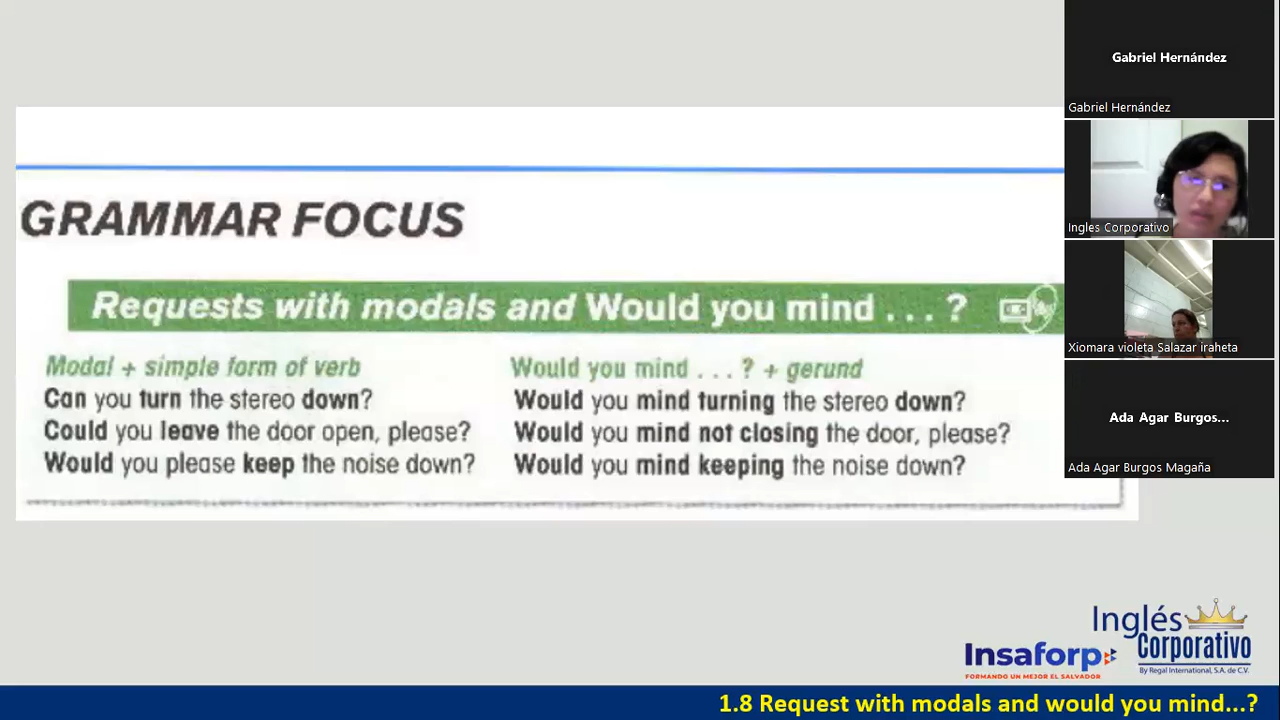 GRAMMAR FOCUS
Requests with modals and Would you mind . . . ?
Modal + simple form of verb
Can you turn the stereo down?
Could you leave the door open, please?
Would you please keep the noise down?
Would you mind . . . ? + gerund
Would you mind turning the stereo down?
Would you mind not closing the door, please?
Would you mind keeping the noise down?
Gabriel Hernández
Gabriel Hernández
Ingles Corporativo
Xiomara violeta Salazar iraheta
Ada Agar Burgos...
Ada Agar Burgos Magaña
Insaforp
FORMANDO UN MEJOR EL SALVADOR
Inglés
Corporativo
By Regal International, S.A. de C.V.
1.8 Request with modals and would you mind...?